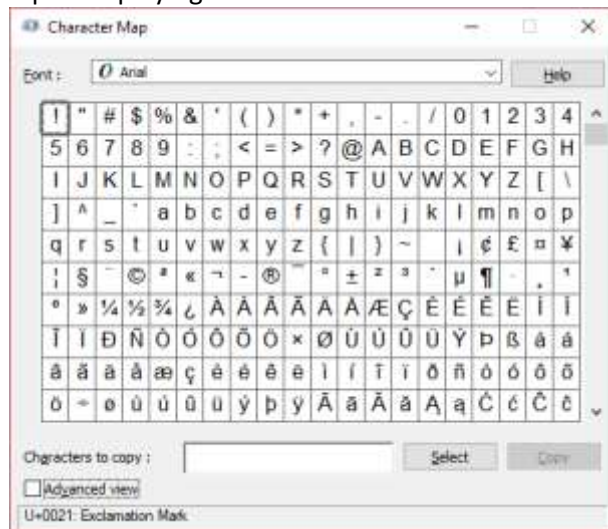 Character Map
Font : O Arial Help
! " # $ % & ' ( ) * + , - . / 0 1 2 3 4
5 6 7 8 9 : ; < = > ? @ A B C D E F G H
I J K L M N O P Q R S T U V W X Y Z [ \
] ^ _ ` a b c d e f g h i j k l m n o p
q r s t u v w x y z { | } ~ ¡ ¢ £ ¤ ¥
¦ § ¨ © ª « ¬ - ® ¯ ° ± ² ³ ´ µ ¶ · ¸ ¹
º » ¼ ½ ¾ ¿ À Á Â Ã Ä Å Æ Ç È É Ê Ë Ì Í
Î Ï Ð Ñ Ò Ó Ô Õ Ö × Ø Ù Ú Û Ü Ý Þ ß à á
â ã ä å æ ç è é ê ë ì í î ï ð ñ ò ó ô õ
ö ÷ ø ù ú û ü ý þ ÿ Ā ā Ă ă Ą ą Ć ć Ĉ ĉ
Characters to copy : Select Copy
Advanced view
U+0021: Exclamation Mark